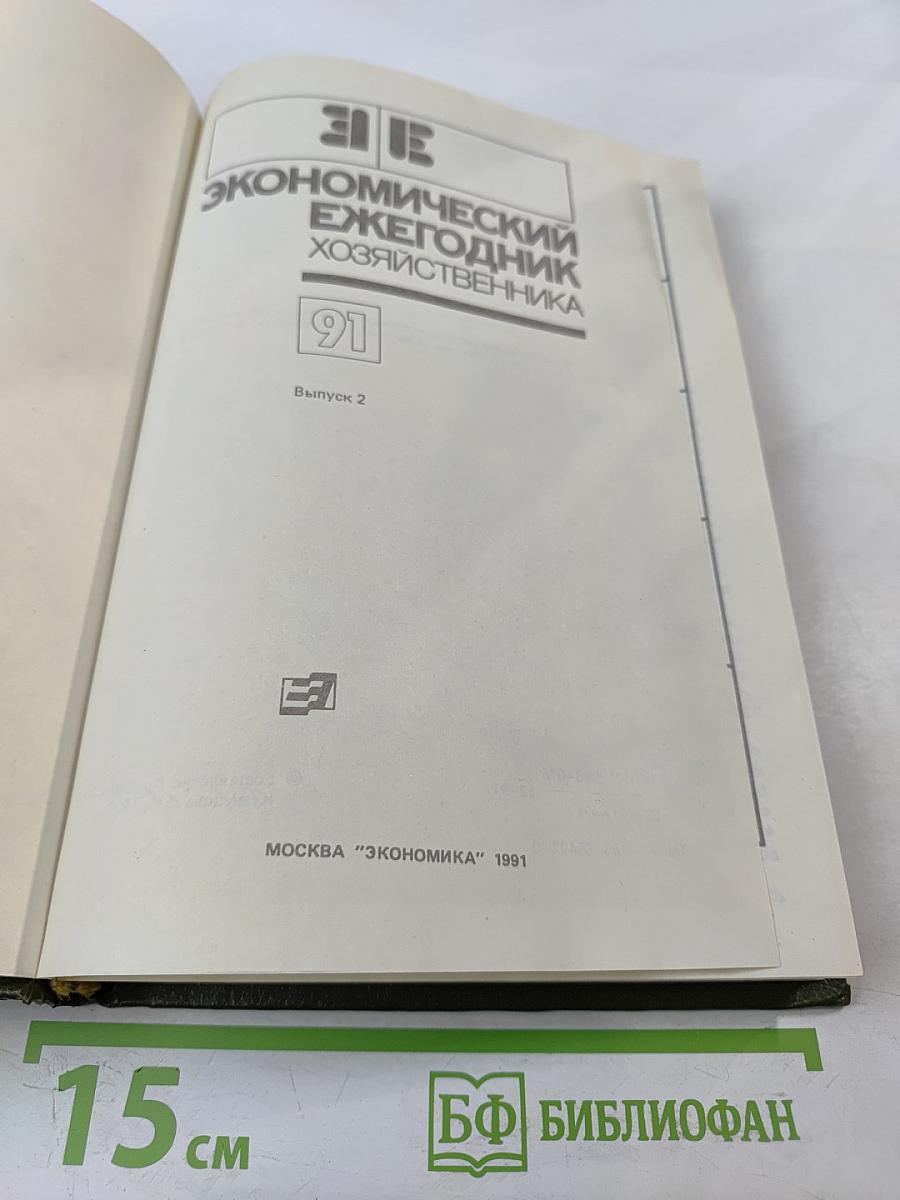 ЭЕ
ЭКОНОМИЧЕСКИЙ
ЕЖЕГОДНИК
ХОЗЯЙСТВЕННИКА
91
Выпуск 2
МОСКВА "ЭКОНОМИКА" 1991
15 см
БФ БИБЛИОФАН